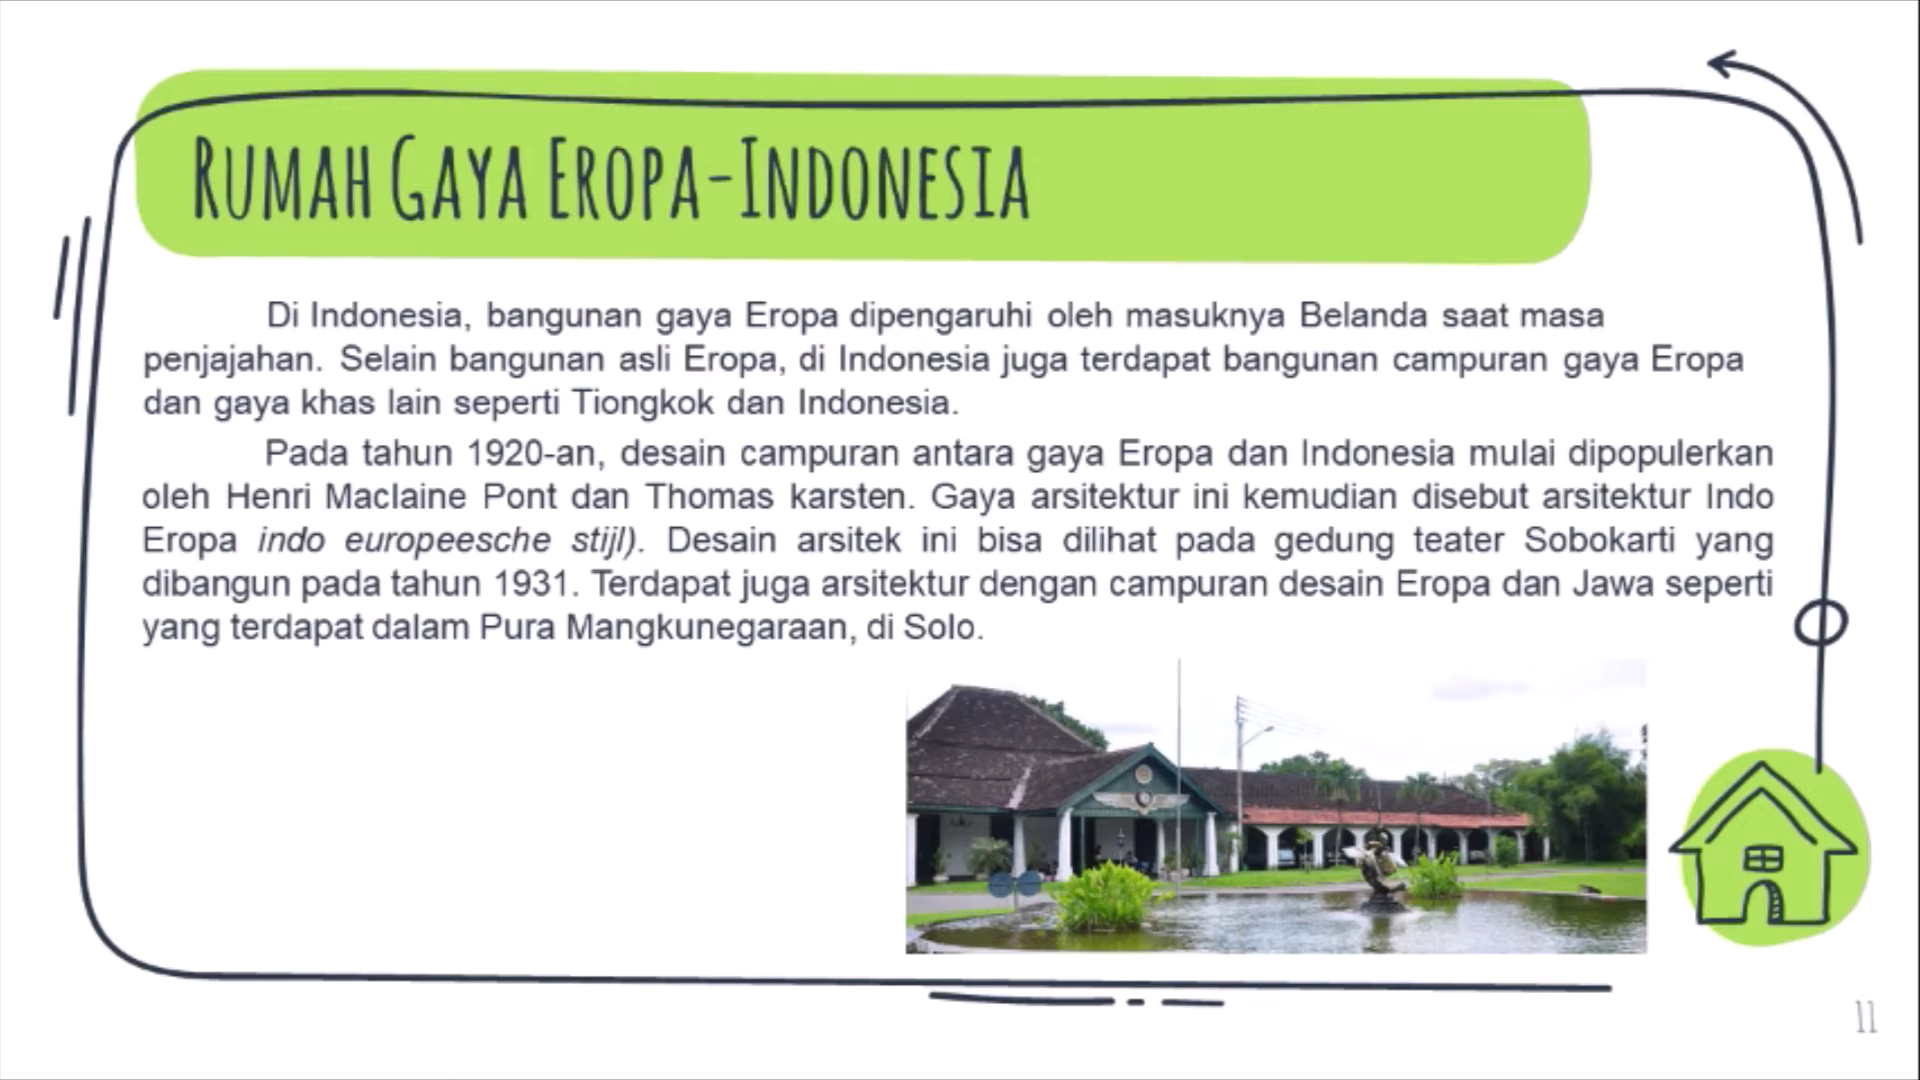 Rumah Gaya Eropa-Indonesia
Di Indonesia, bangunan gaya Eropa dipengaruhi oleh masuknya Belanda saat masa
penjajahan. Selain bangunan asli Eropa, di Indonesia juga terdapat bangunan campuran gaya Eropa
dan gaya khas lain seperti Tiongkok dan Indonesia.
Pada tahun 1920-an, desain campuran antara gaya Eropa dan Indonesia mulai dipopulerkan
oleh Henri Maclaine Pont dan Thomas karsten. Gaya arsitektur ini kemudian disebut arsitektur Indo
Eropa indo europeesche stijl). Desain arsitek ini bisa dilihat pada gedung teater Sobokarti yang
dibangun pada tahun 1931. Terdapat juga arsitektur dengan campuran desain Eropa dan Jawa seperti
yang terdapat dalam Pura Mangkunegaraan, di Solo.
11